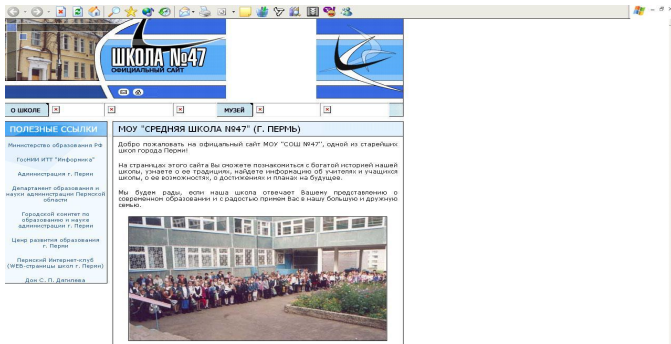 ШКОЛА №47
ОФИЦИАЛЬНЫЙ САЙТ
О ШКОЛЕ
МУЗЕЙ
ПОЛЕЗНЫЕ ССЫЛКИ
Министерство образования РФ
ГосНИИ ИТТ "Информика"
Администрация г. Перми
Департамент образования и
науки администрации Пермской
области
Городской комитет по
образованию и науке
администрации г. Перми
Центр развития образования
г. Перми
Пермский Интернет-клуб
(WEB-страницы школ г. Перми)
Дом С. П. Дягилева
МОУ "СРЕДНЯЯ ШКОЛА №47" (Г. ПЕРМЬ)
Добро пожаловать на официальный сайт МОУ "СОШ №47", одной из старейших
школ города Перми!
На страницах этого сайта Вы сможете познакомиться с богатой историей нашей
школы, узнаете о ее традициях, найдете информацию об учителях и учащихся
школы, о ее возможностях, о достижениях и планах на будущее.
Мы будем рады, если наша школа отвечает Вашему представлению о
современном образовании и с радостью примем Вас в нашу большую и дружную
семью.